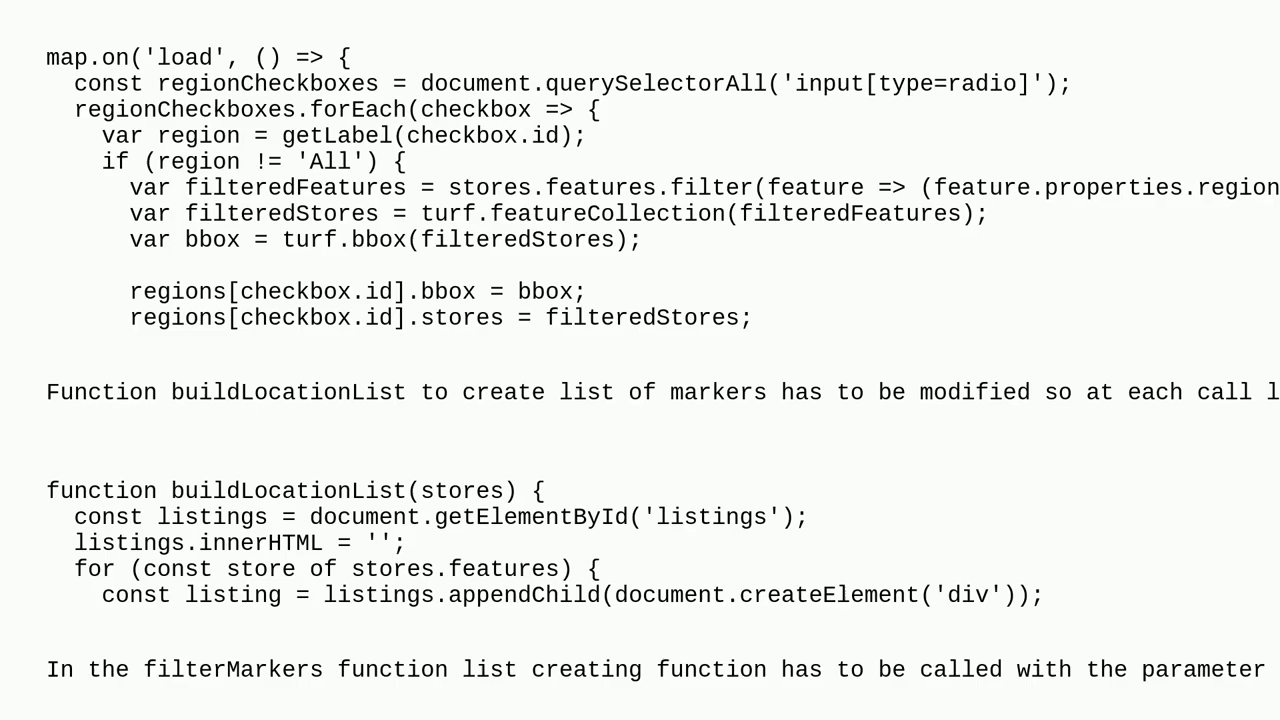 map.on('load', () => {
const regionCheckboxes = document.querySelectorAll('input[type=radio]');
regionCheckboxes.forEach(checkbox => {
var region = getLabel(checkbox.id);
if (region != 'All') {
var filteredFeatures = stores.features.filter(feature => (feature.properties.region
var filteredStores = turf.featureCollection(filteredFeatures);
var bbox = turf.bbox(filteredStores);
regions[checkbox.id].bbox = bbox;
regions[checkbox.id].stores = filteredStores;
Function buildLocationList to create list of markers has to be modified so at each call l
function buildLocationList(stores) {
const listings = document.getElementById('listings');
listings.innerHTML = '';
for (const store of stores.features) {
const listing = listings.appendChild(document.createElement('div'));
In the filterMarkers function list creating function has to be called with the parameter